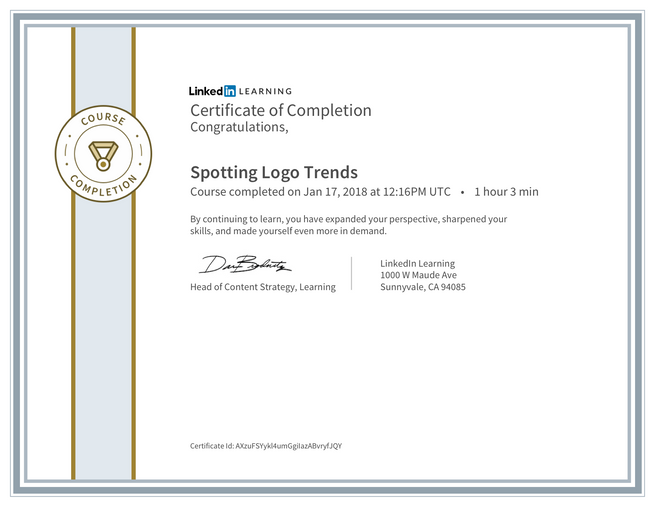 COURSE
COMPLETION
Linked in LEARNING
Certificate of Completion
Congratulations,
Spotting Logo Trends
Course completed on Jan 17, 2018 at 12:16PM UTC • 1 hour 3 min
By continuing to learn, you have expanded your perspective, sharpened your
skills, and made yourself even more in demand.
Head of Content Strategy, Learning
LinkedIn Learning
1000 W Maude Ave
Sunnyvale, CA 94085
Certificate Id: AXzuFSYykl4umGgiIazABvryfJQY